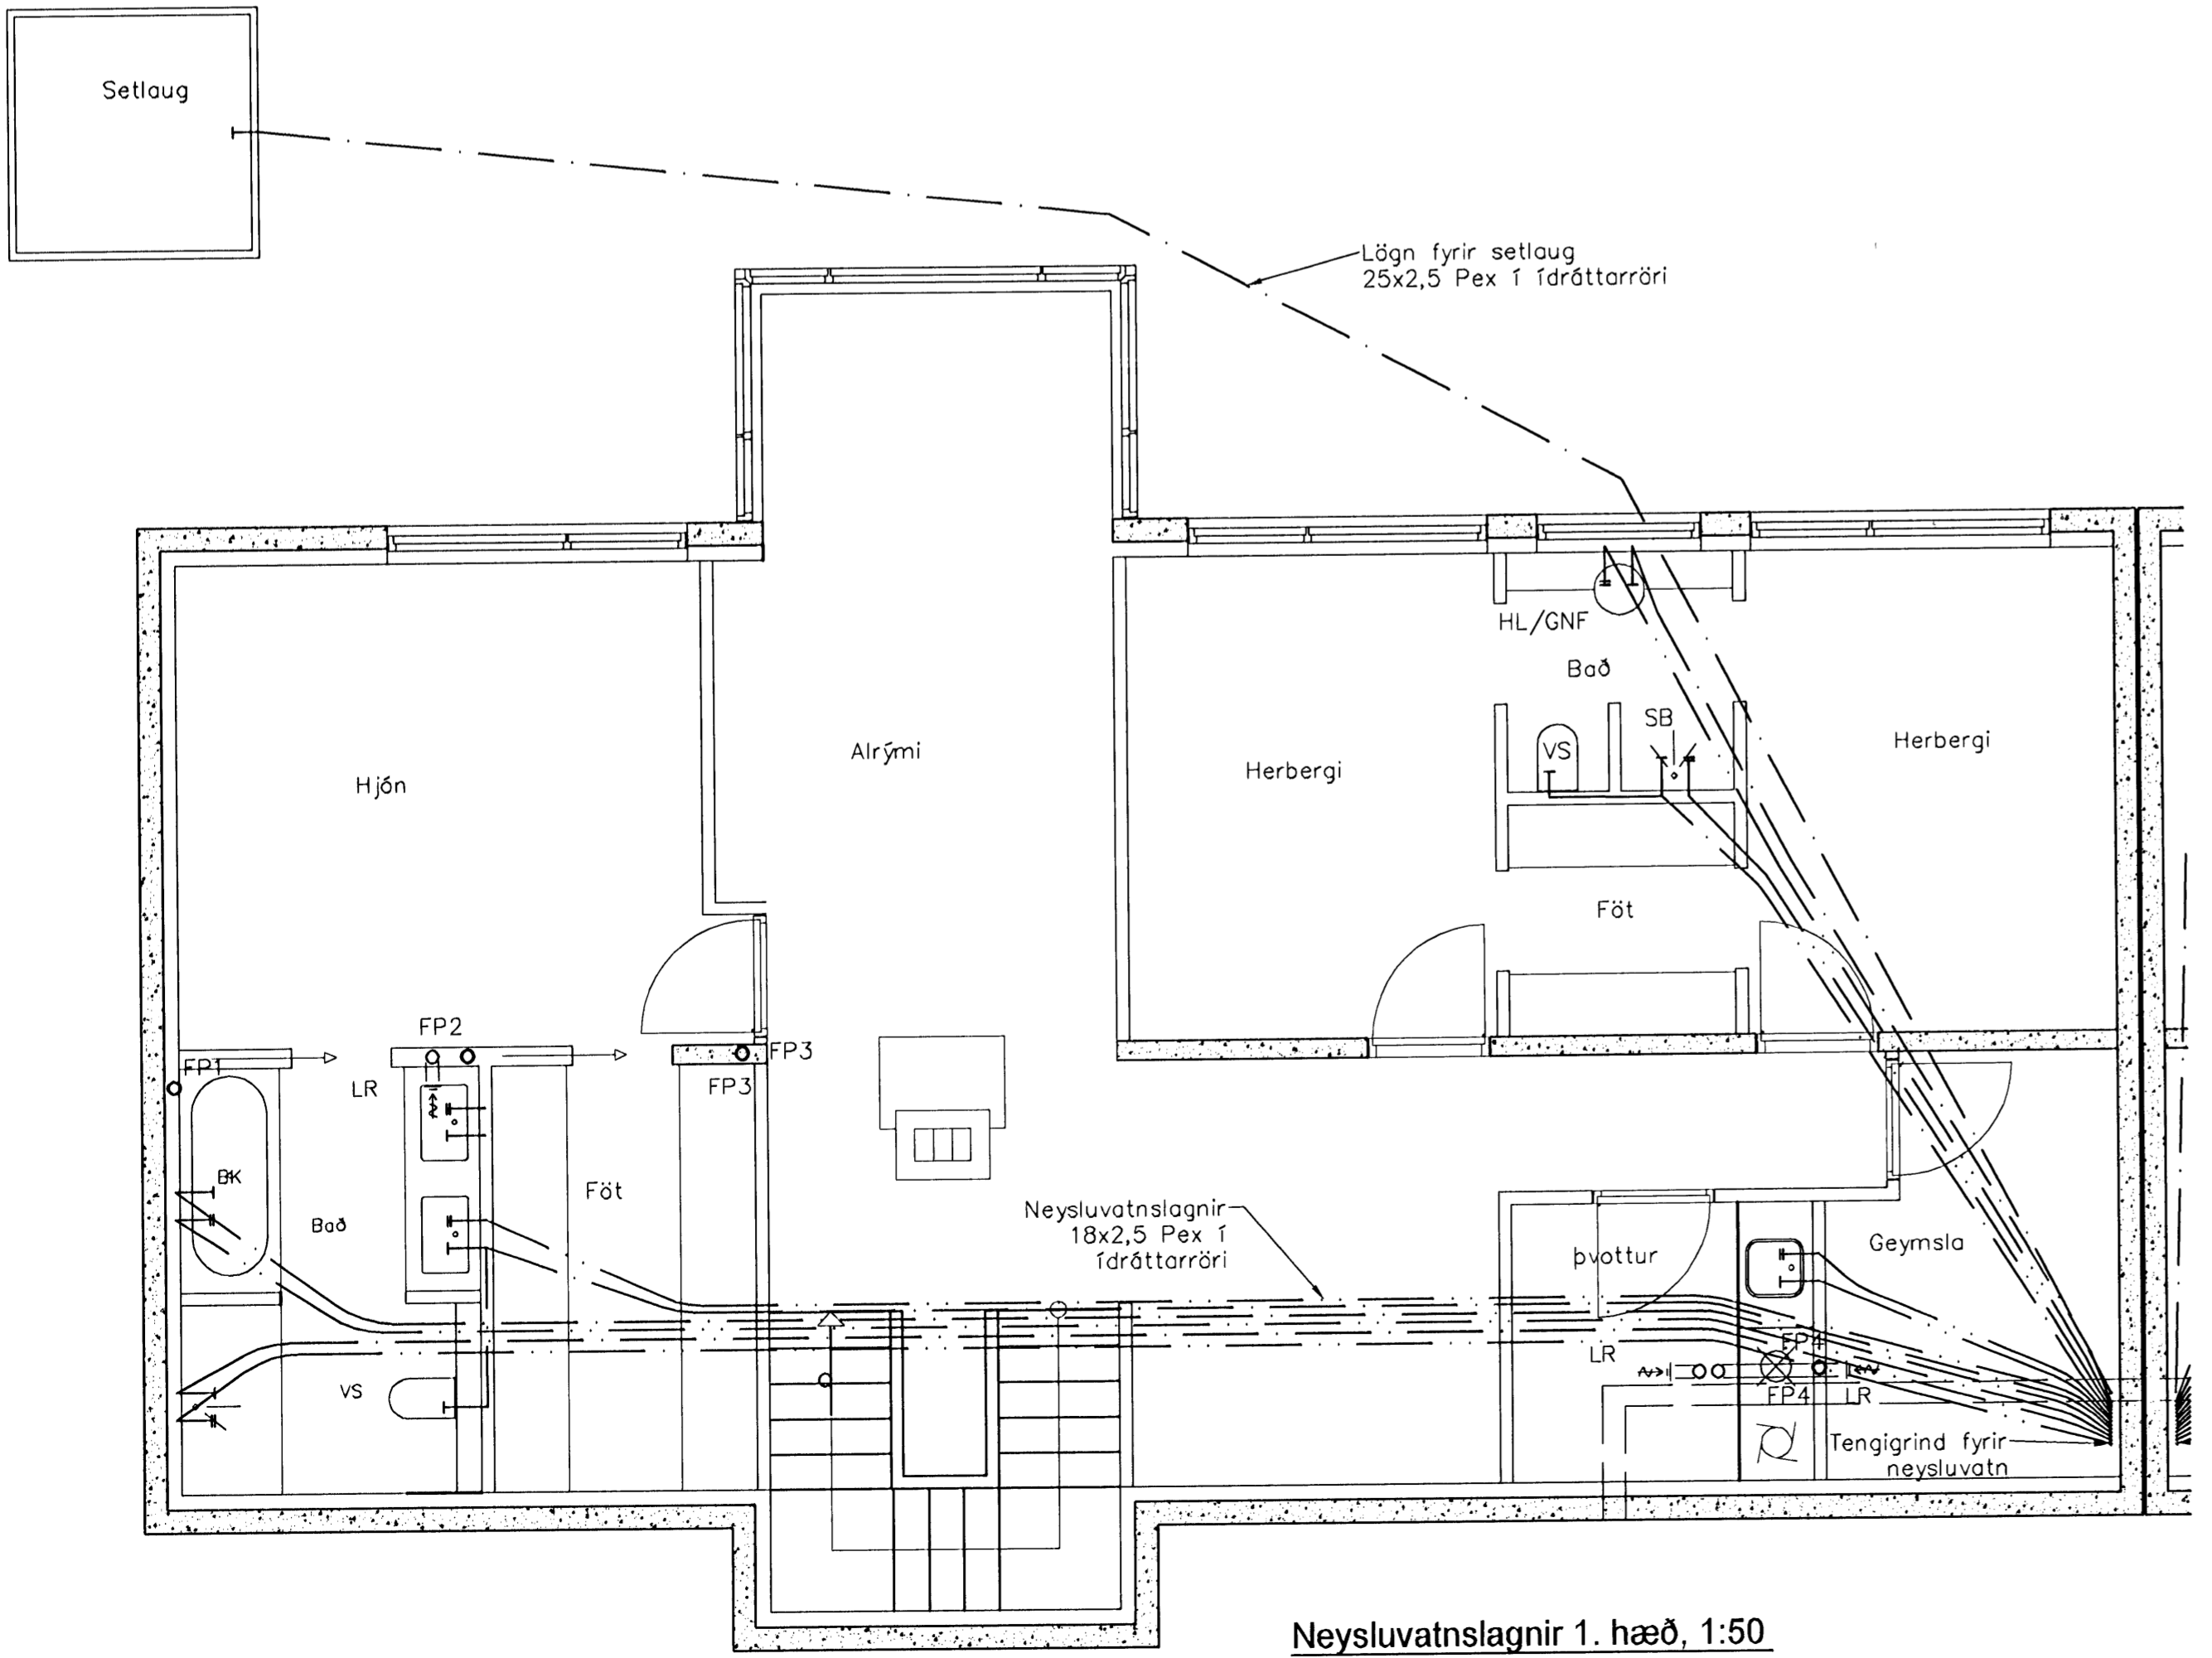 Setlaug
Lögn fyrir setlaug
25x2,5 Pex í ídráttarröri
HL/GNF
Bað
SB
VS
Herbergi
Alrými
Herbergi
Hjón
Föt
FP2
FP3
FP1
LR
FP3
BK
Föt
Bað
Neysluvatnslagnir
18x2,5 Pex í
ídráttarröri
Þvottur
Geymsla
FP4
LR
VS
FP4
LR
Tengigrind fyrir
neysluvatn
Neysluvatnslagnir 1. hæð, 1:50